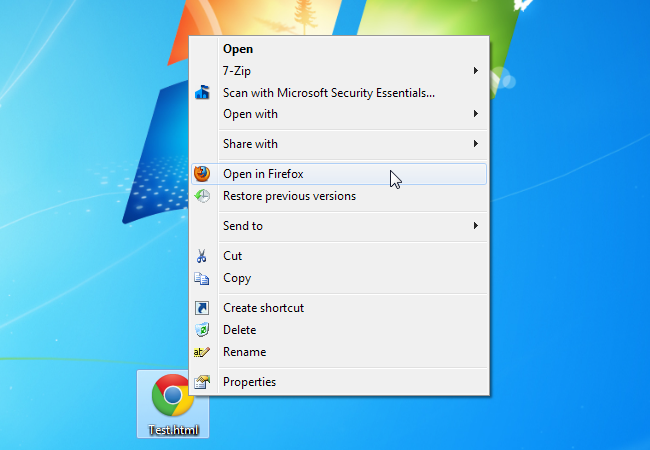 Open
7-Zip
Scan with Microsoft Security Essentials...
Open with
Share with
Open in Firefox
Restore previous versions
Send to
Cut
Copy
Create shortcut
Delete
Rename
Properties
Test.html